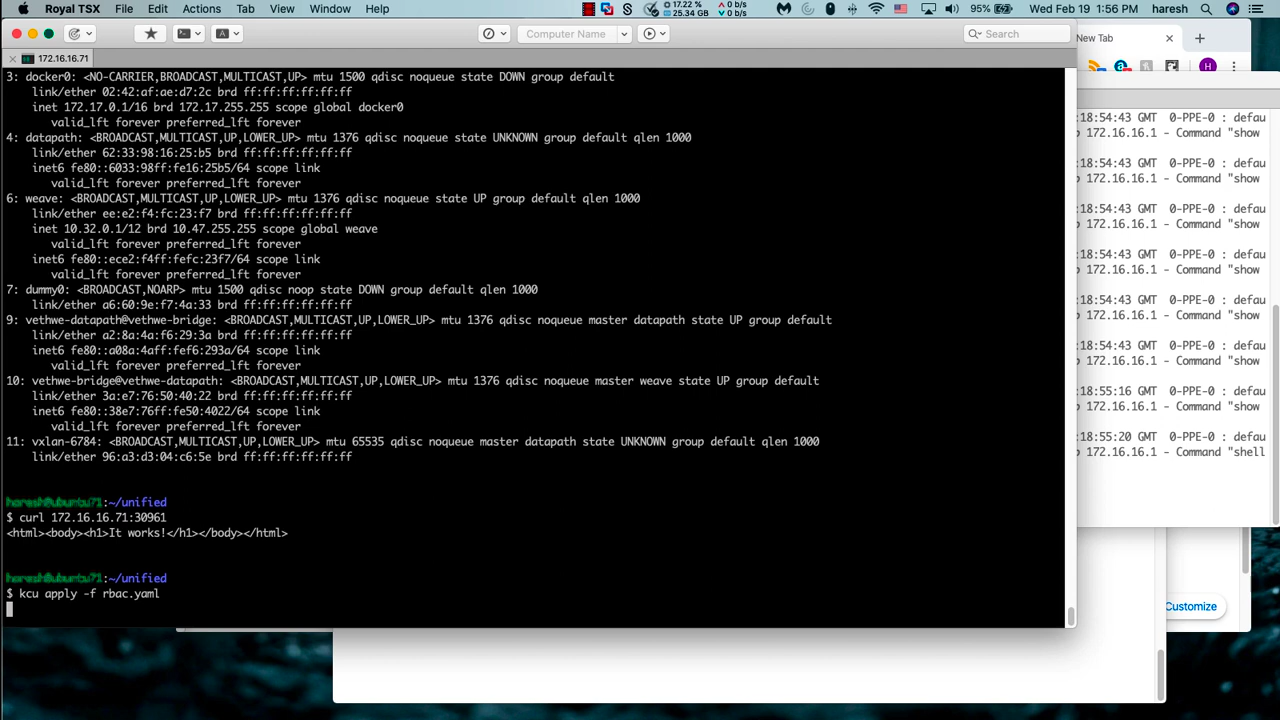 Royal TSX File Edit Actions Tab View Window Help 17.22 % 25.34 GB 0 B/s 0 B/s 95% Wed Feb 19 1:56 PM haresh
Computer Name
Search
172.16.16.71
New Tab
H
3: docker0: <NO-CARRIER,BROADCAST,MULTICAST,UP> mtu 1500 qdisc noqueue state DOWN group default
link/ether 02:42:af:ae:d7:2c brd ff:ff:ff:ff:ff:ff
inet 172.17.0.1/16 brd 172.17.255.255 scope global docker0
valid_lft forever preferred_lft forever
4: datapath: <BROADCAST,MULTICAST,UP,LOWER_UP> mtu 1376 qdisc noqueue state UNKNOWN group default qlen 1000
link/ether 62:33:98:16:25:b5 brd ff:ff:ff:ff:ff:ff
inet6 fe80::6033:98ff:fe16:25b5/64 scope link
valid_lft forever preferred_lft forever
6: weave: <BROADCAST,MULTICAST,UP,LOWER_UP> mtu 1376 qdisc noqueue state UP group default qlen 1000
link/ether ee:e2:f4:fc:23:f7 brd ff:ff:ff:ff:ff:ff
inet 10.32.0.1/12 brd 10.47.255.255 scope global weave
valid_lft forever preferred_lft forever
inet6 fe80::ece2:f4ff:fefc:23f7/64 scope link
valid_lft forever preferred_lft forever
7: dummy0: <BROADCAST,NOARP> mtu 1500 qdisc noop state DOWN group default qlen 1000
link/ether a6:60:9e:f7:4a:33 brd ff:ff:ff:ff:ff:ff
9: vethwe-datapath@vethwe-bridge: <BROADCAST,MULTICAST,UP,LOWER_UP> mtu 1376 qdisc noqueue master datapath state UP group default
link/ether a2:8a:4a:f6:29:3a brd ff:ff:ff:ff:ff:ff
inet6 fe80::a08a:4aff:fef6:293a/64 scope link
valid_lft forever preferred_lft forever
10: vethwe-bridge@vethwe-datapath: <BROADCAST,MULTICAST,UP,LOWER_UP> mtu 1376 qdisc noqueue master weave state UP group default
link/ether 3a:e7:76:50:40:22 brd ff:ff:ff:ff:ff:ff
inet6 fe80::38e7:76ff:fe50:4022/64 scope link
valid_lft forever preferred_lft forever
11: vxlan-6784: <BROADCAST,MULTICAST,UP,LOWER_UP> mtu 65535 qdisc noqueue master datapath state UNKNOWN group default qlen 1000
link/ether 96:a3:d3:04:c6:5e brd ff:ff:ff:ff:ff:ff
haresh@ubuntu71:~/unified
$ curl 172.16.16.71:30961
<html><body><h1>It works!</h1></body></html>
haresh@ubuntu71:~/unified
$ kcu apply -f rbac.yaml
:18:54:43 GMT 0-PPE-0 : defau
172.16.16.1 - Command "show
:18:54:43 GMT 0-PPE-0 : defau
172.16.16.1 - Command "show
:18:54:43 GMT 0-PPE-0 : defau
172.16.16.1 - Command "show
:18:54:43 GMT 0-PPE-0 : defau
172.16.16.1 - Command "show
:18:54:43 GMT 0-PPE-0 : defau
172.16.16.1 - Command "show
:18:54:43 GMT 0-PPE-0 : defau
172.16.16.1 - Command "show
:18:55:16 GMT 0-PPE-0 : defau
172.16.16.1 - Command "show
:18:55:20 GMT 0-PPE-0 : defau
172.16.16.1 - Command "shell
Customize